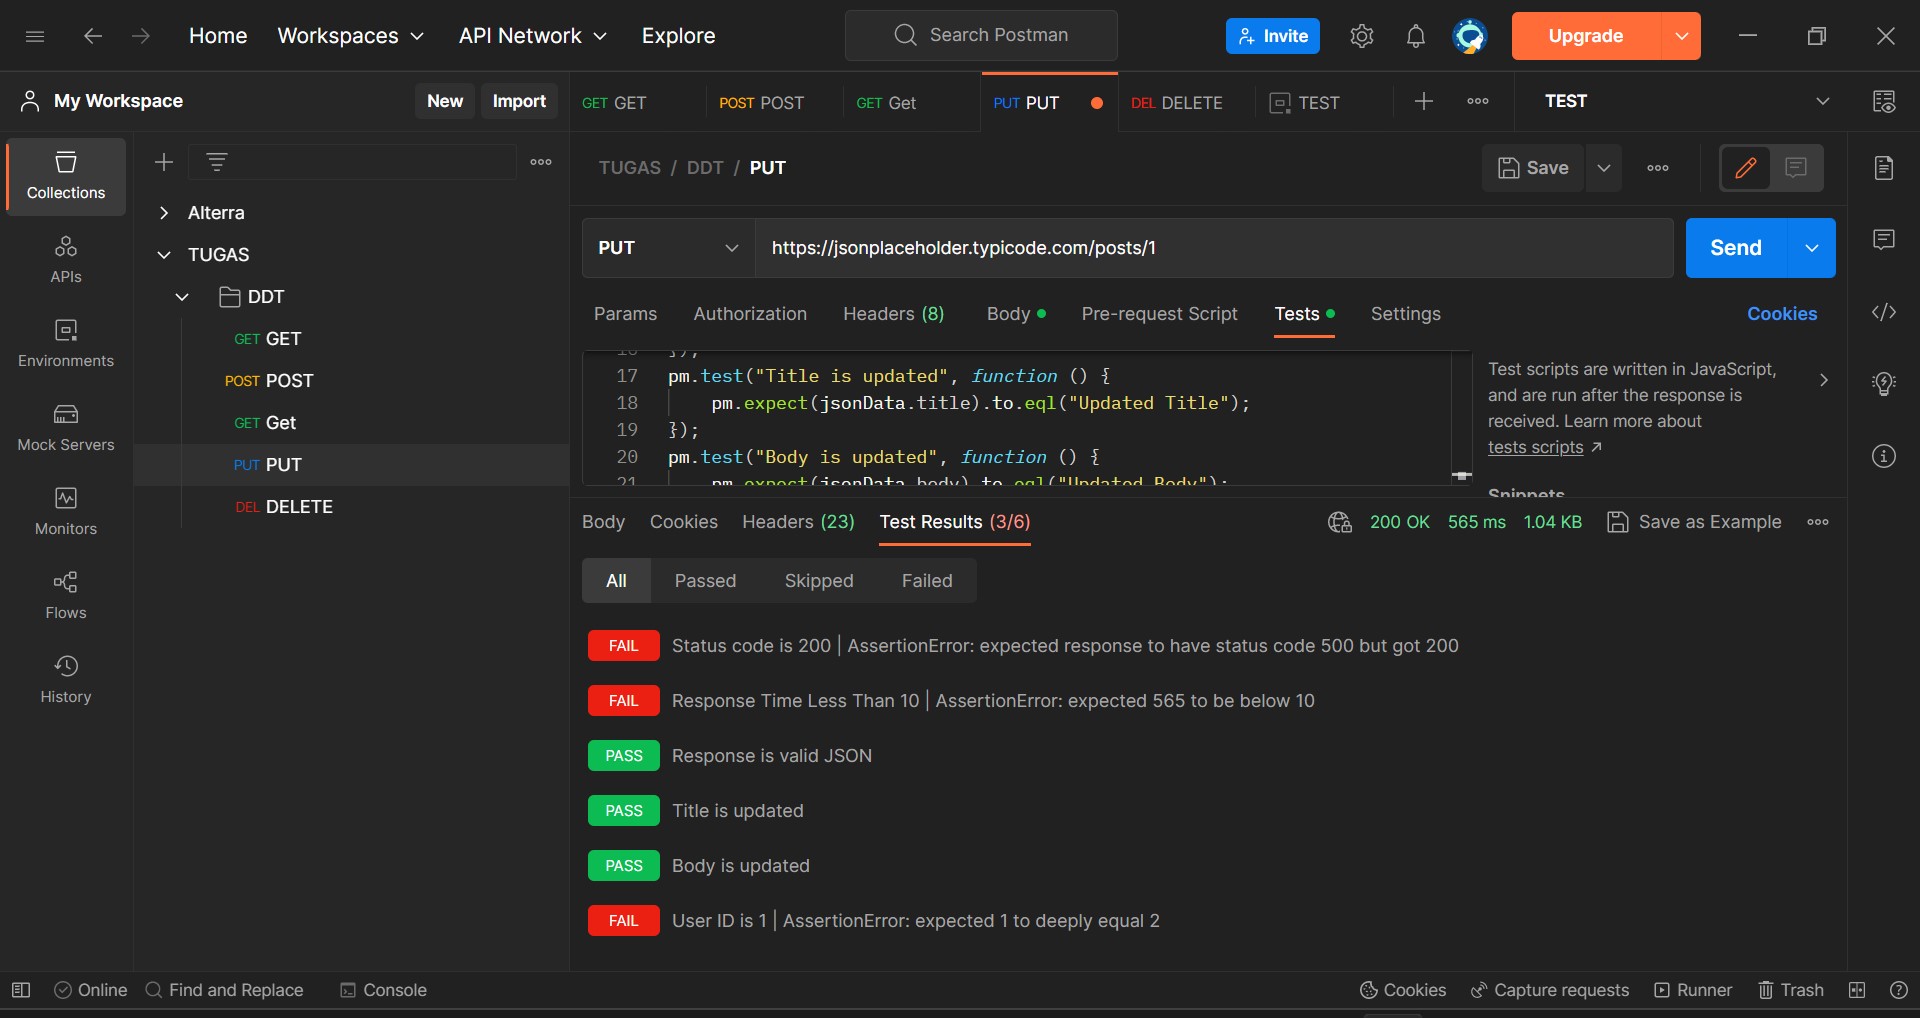 Home Workspaces API Network Explore Search Postman Invite Upgrade
My Workspace New Import GET GET POST POST GET Get PUT PUT DEL DELETE TEST TEST
Collections
APIs
Environments
Mock Servers
Monitors
Flows
History
Alterra
TUGAS
DDT
GET GET
POST POST
GET Get
PUT PUT
DEL DELETE
TUGAS / DDT / PUT Save
PUT https://jsonplaceholder.typicode.com/posts/1 Send
Params Authorization Headers (8) Body Pre-request Script Tests Settings Cookies
16 });
17 pm.test("Title is updated", function () {
18 pm.expect(jsonData.title).to.eql("Updated Title");
19 });
20 pm.test("Body is updated", function () {
21 pm.expect(jsonData.body).to.eql("Updated Body");
Test scripts are written in JavaScript,
and are run after the response is
received. Learn more about
tests scripts ↗
Snippets
Body Cookies Headers (23) Test Results (3/6) 200 OK 565 ms 1.04 KB Save as Example
All Passed Skipped Failed
FAIL Status code is 200 | AssertionError: expected response to have status code 500 but got 200
FAIL Response Time Less Than 10 | AssertionError: expected 565 to be below 10
PASS Response is valid JSON
PASS Title is updated
PASS Body is updated
FAIL User ID is 1 | AssertionError: expected 1 to deeply equal 2
Online Find and Replace Console Cookies Capture requests Runner Trash